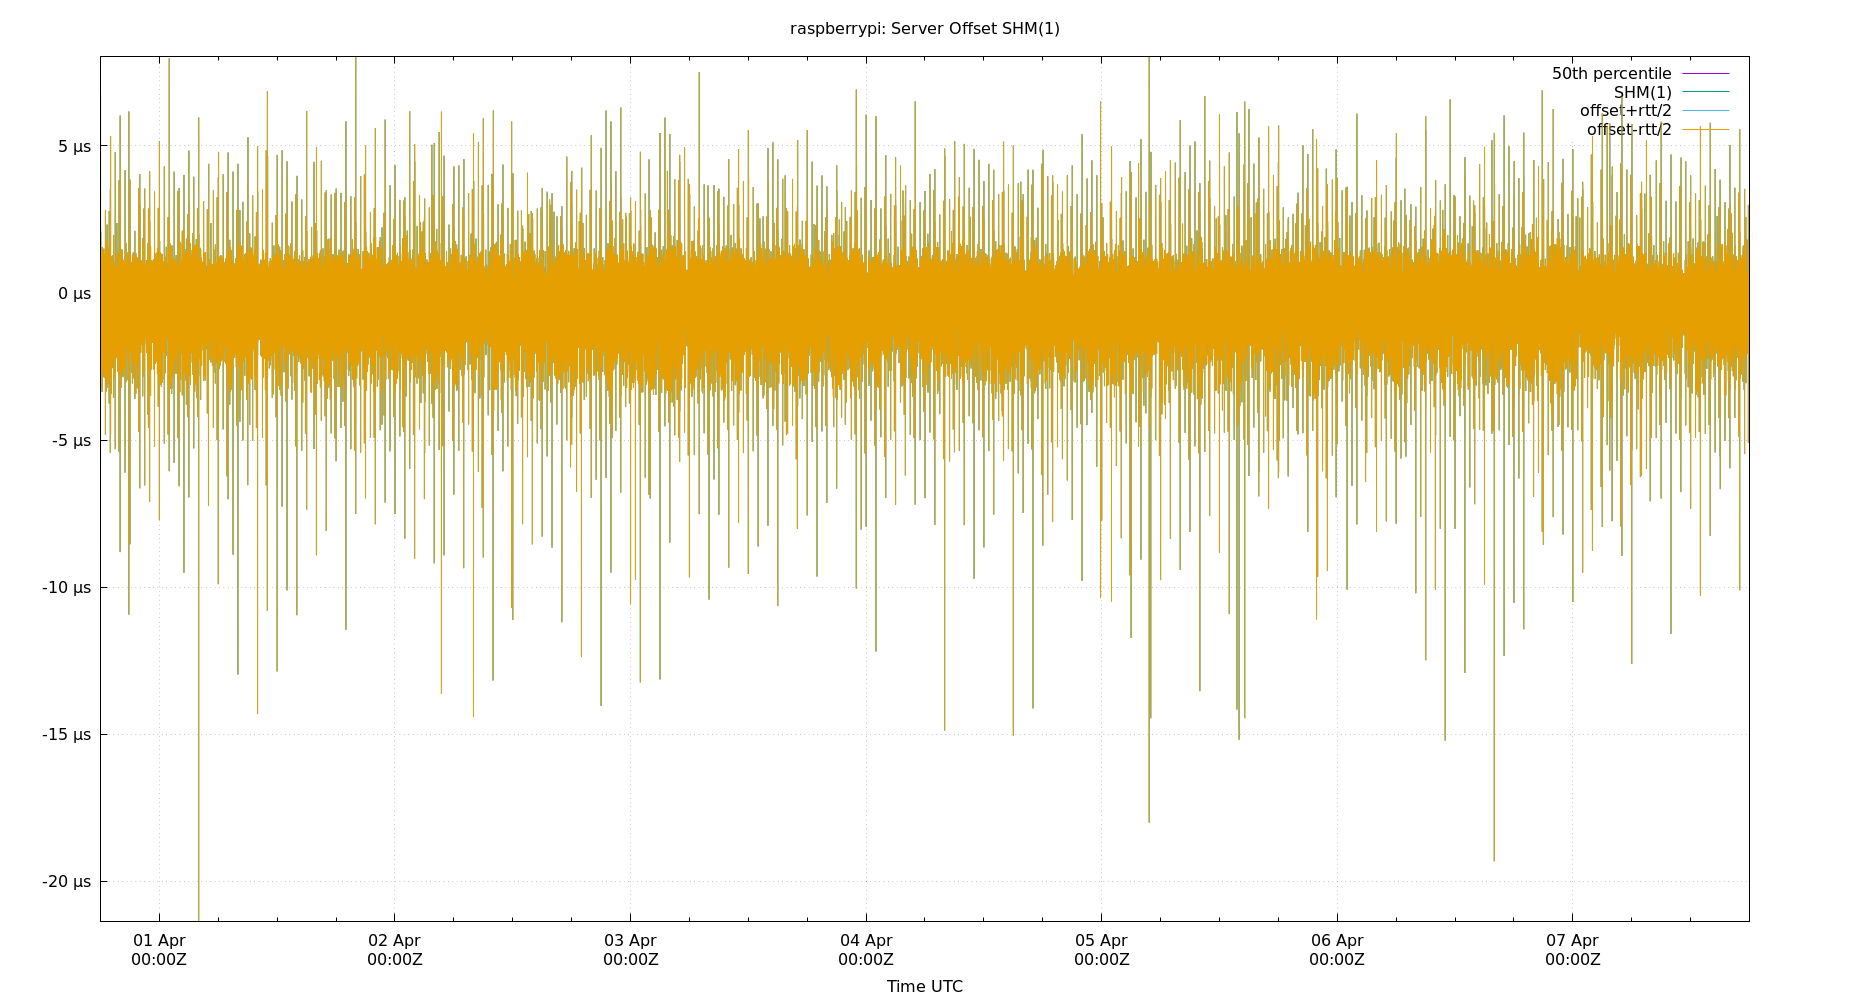 raspberrypi: Server Offset SHM(1)
50th percentile
SHM(1)
offset+rtt/2
offset-rtt/2
5 µs
0 µs
-5 µs
-10 µs
-15 µs
-20 µs
01 Apr 02 Apr 03 Apr 04 Apr 05 Apr 06 Apr 07 Apr
00:00Z 00:00Z 00:00Z 00:00Z 00:00Z 00:00Z 00:00Z
Time UTC